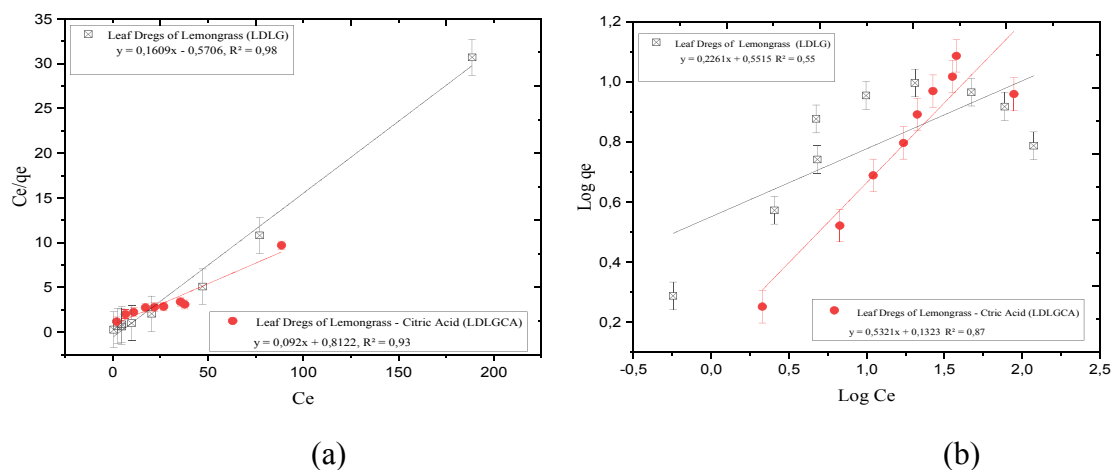 Leaf Dregs of Lemongrass (LDLG)
y = 0,1609x - 0,5706, R² = 0,98
35
30
25
20
15
10
5
0
Ce/qe
Leaf Dregs of Lemongrass - Citric Acid (LDLGCA)
y = 0,092x + 0,8122, R² = 0,93
0 50 100 150 200
Ce
(a)
Leaf Dregs of Lemongrass (LDLG)
y = 0,2261x + 0,5515 R² = 0,55
1,0
0,8
0,6
0,4
0,2
Log qe
Leaf Dregs of Lemongrass - Citric Acid (LDLGCA)
y = 0,5321x + 0,1323 R² = 0,87
-0,5 0,0 0,5 1,0 1,5 2,0 2,5
Log Ce
(b)